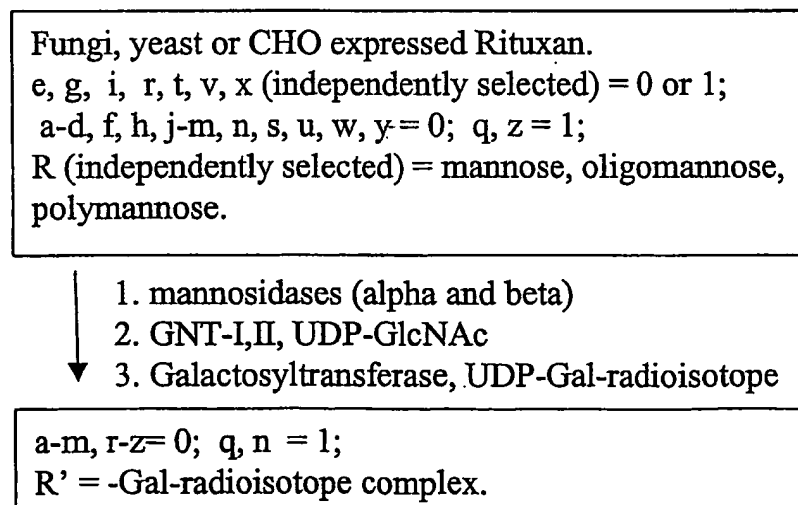 Fungi, yeast or CHO expressed Rituxan.
e, g, i, r, t, v, x (independently selected) = 0 or 1;
a-d, f, h, j-m, n, s, u, w, y = 0; q, z = 1;
R (independently selected) = mannose, oligomannose,
polymannose.
1. mannosidases (alpha and beta)
2. GNT-I,II, UDP-GlcNAc
3. Galactosyltransferase, UDP-Gal-radioisotope
a-m, r-z= 0; q, n = 1;
R’ = -Gal-radioisotope complex.